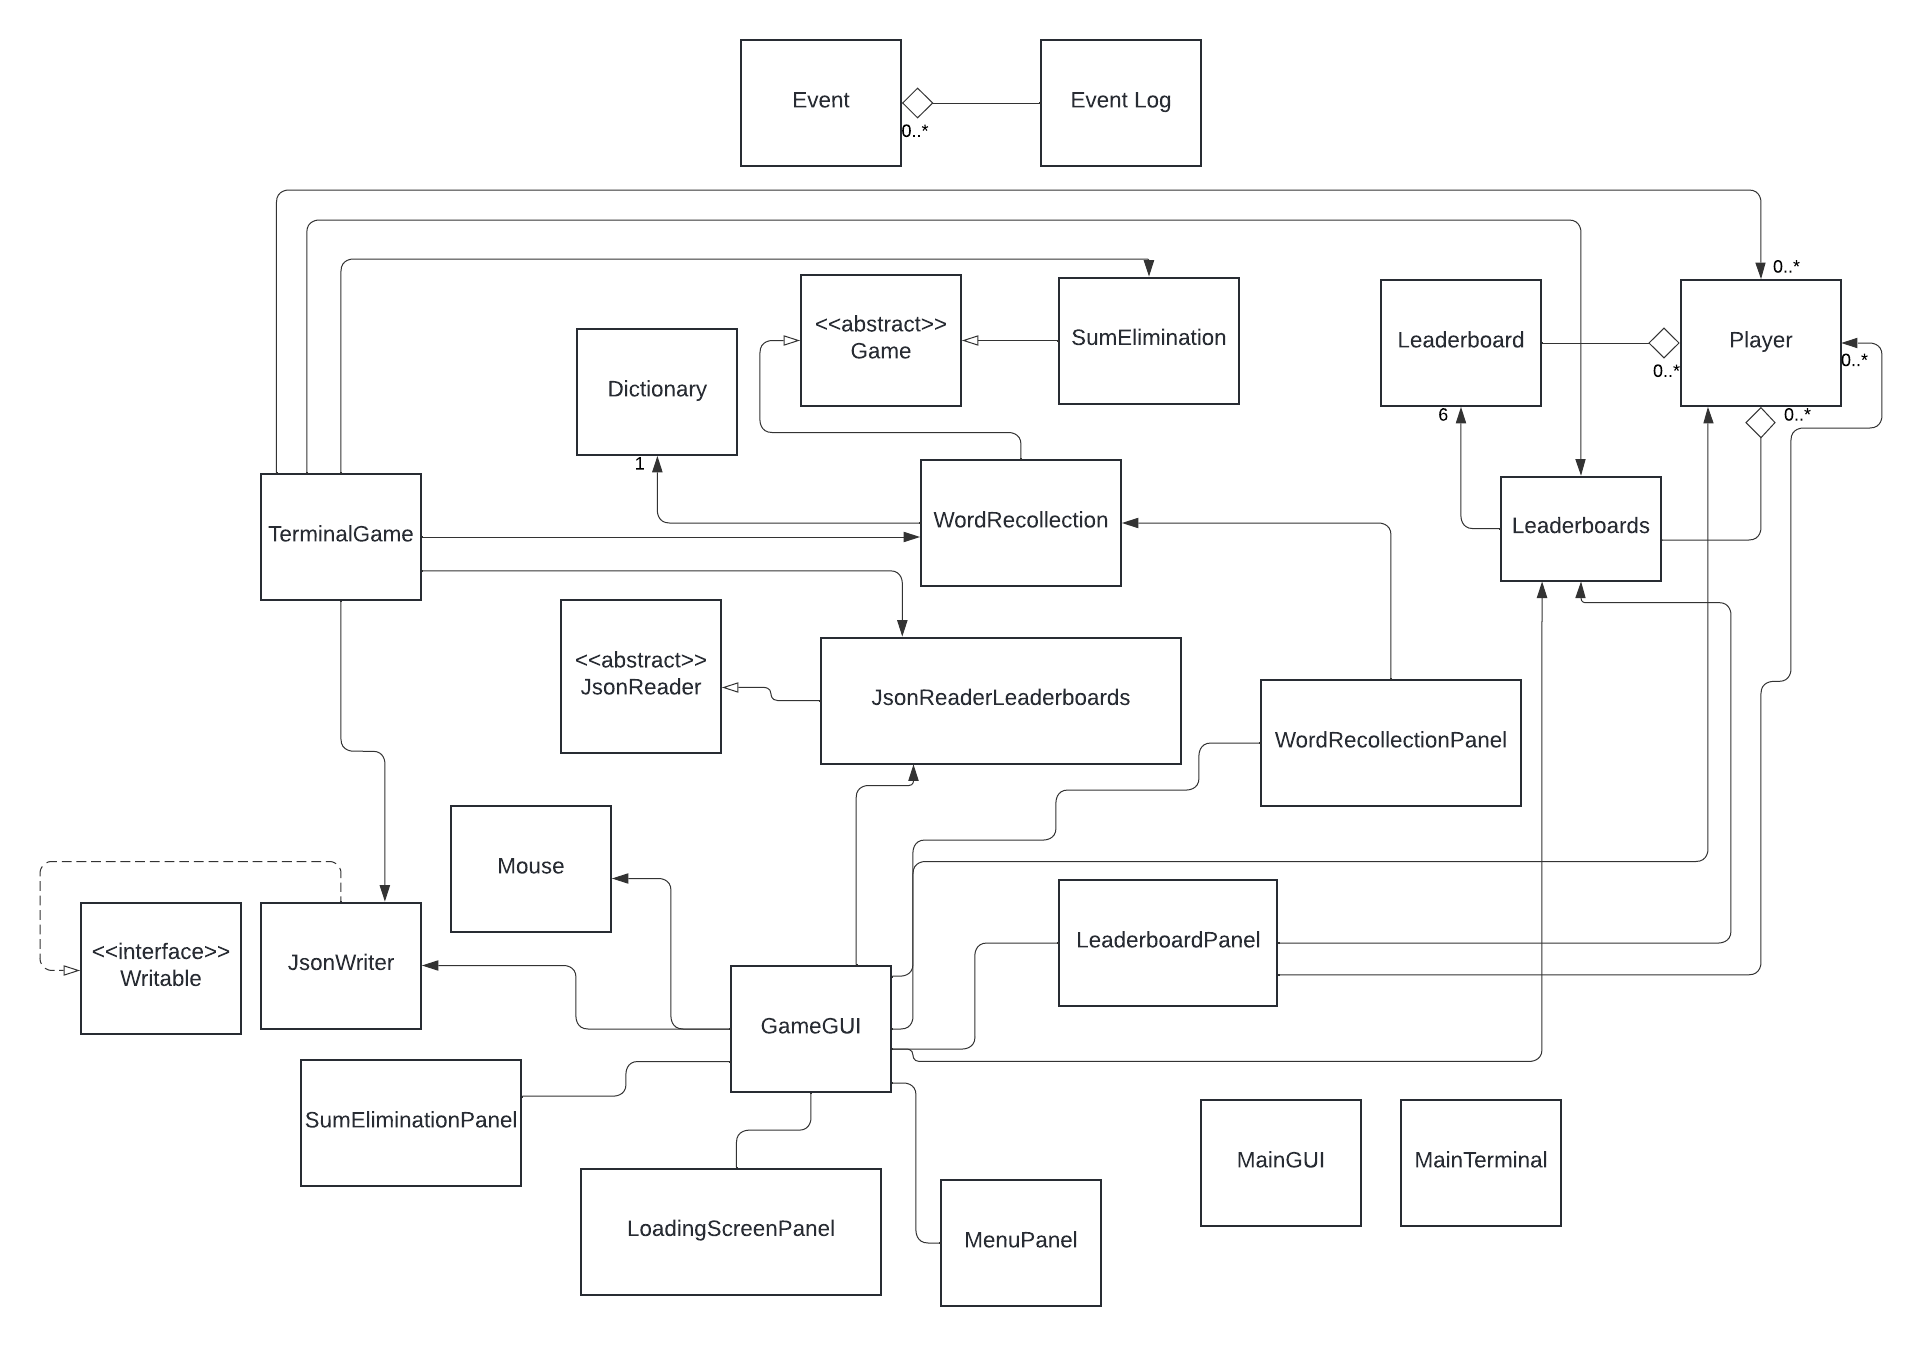 Event
Event Log
0..*
0..*
<<abstract>>
Game
SumElimination
Leaderboard
Player
0..*
0..*
Dictionary
6
0..*
1
TerminalGame
WordRecollection
Leaderboards
<<abstract>>
JsonReader
JsonReaderLeaderboards
WordRecollectionPanel
Mouse
<<interface>>
Writable
JsonWriter
LeaderboardPanel
GameGUI
SumEliminationPanel
MainGUI
MainTerminal
LoadingScreenPanel
MenuPanel